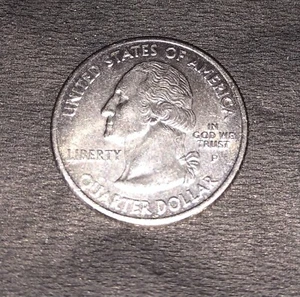 UNITED STATES OF AMERICA
LIBERTY
IN
GOD WE
TRUST
P
QUARTER DOLLAR